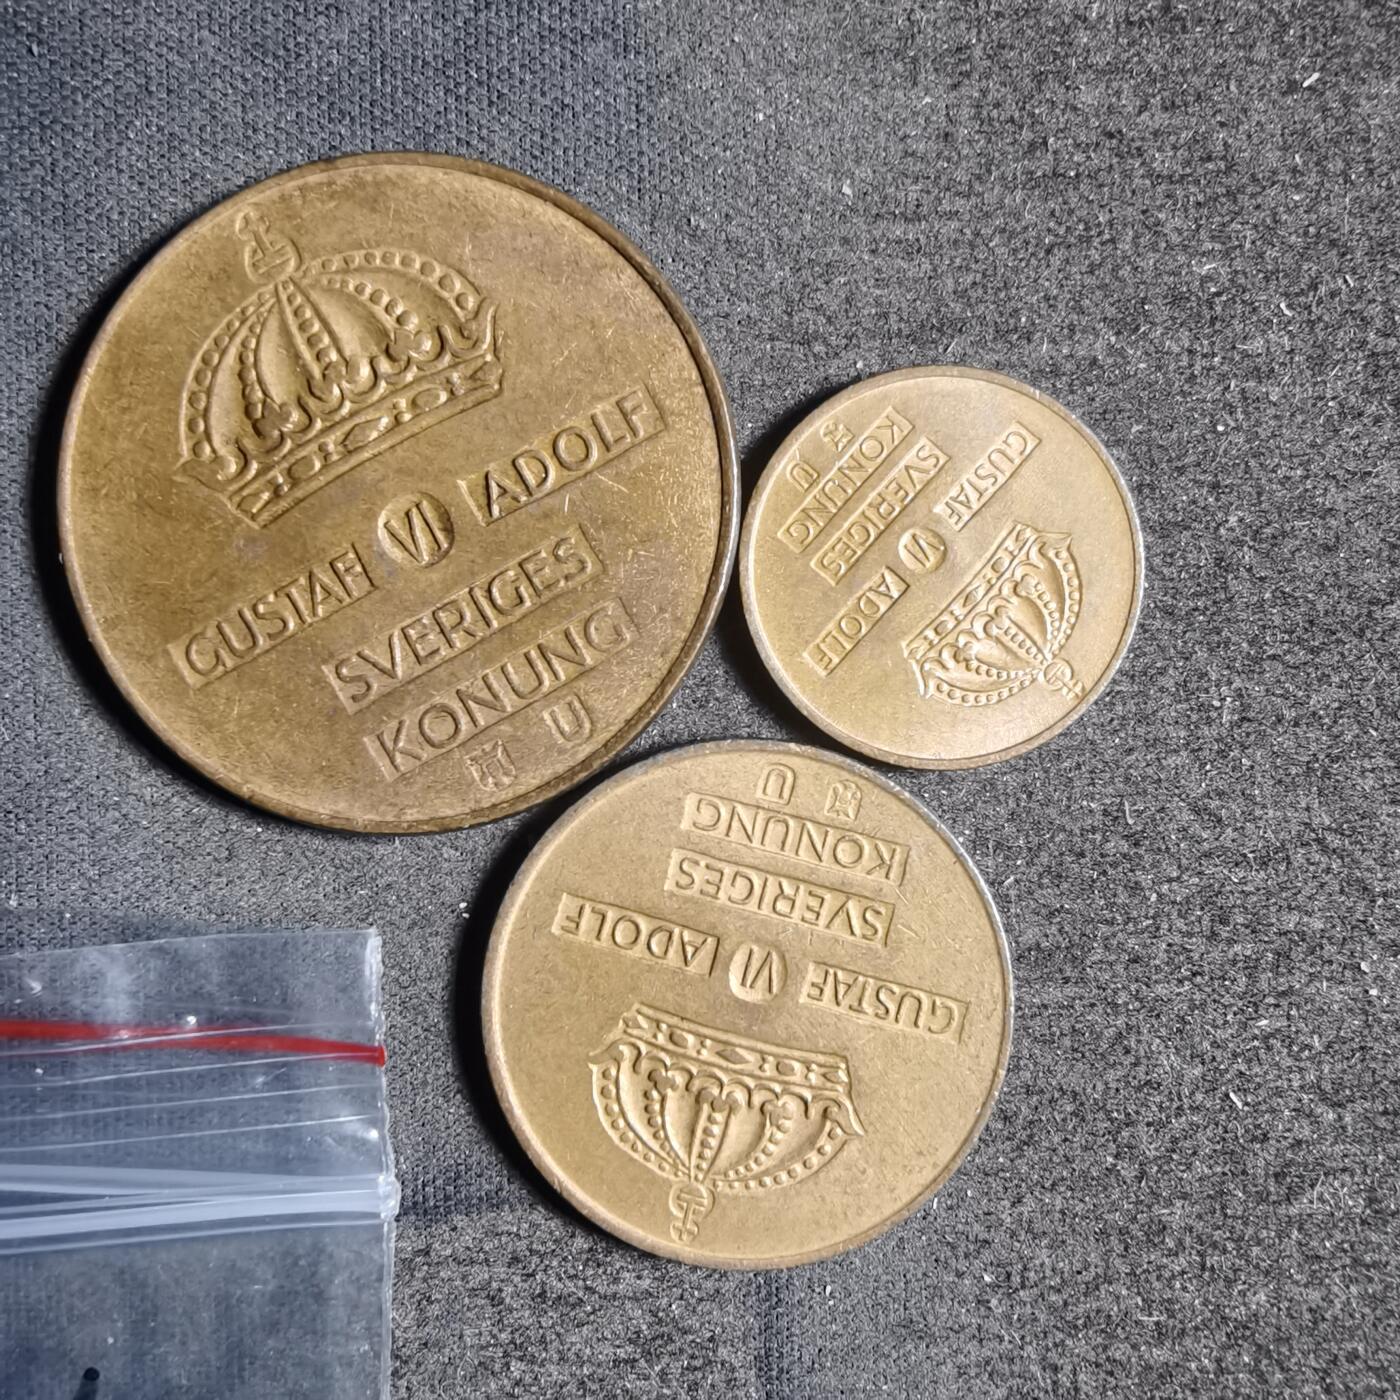 GUSTAF VI ADOLF
SVERIGES
KONUNG
U
GUSTAF VI ADOLF
SVERIGES
KONUNG
U
GUSTAF VI ADOLF
SVERIGES
KONUNG
U